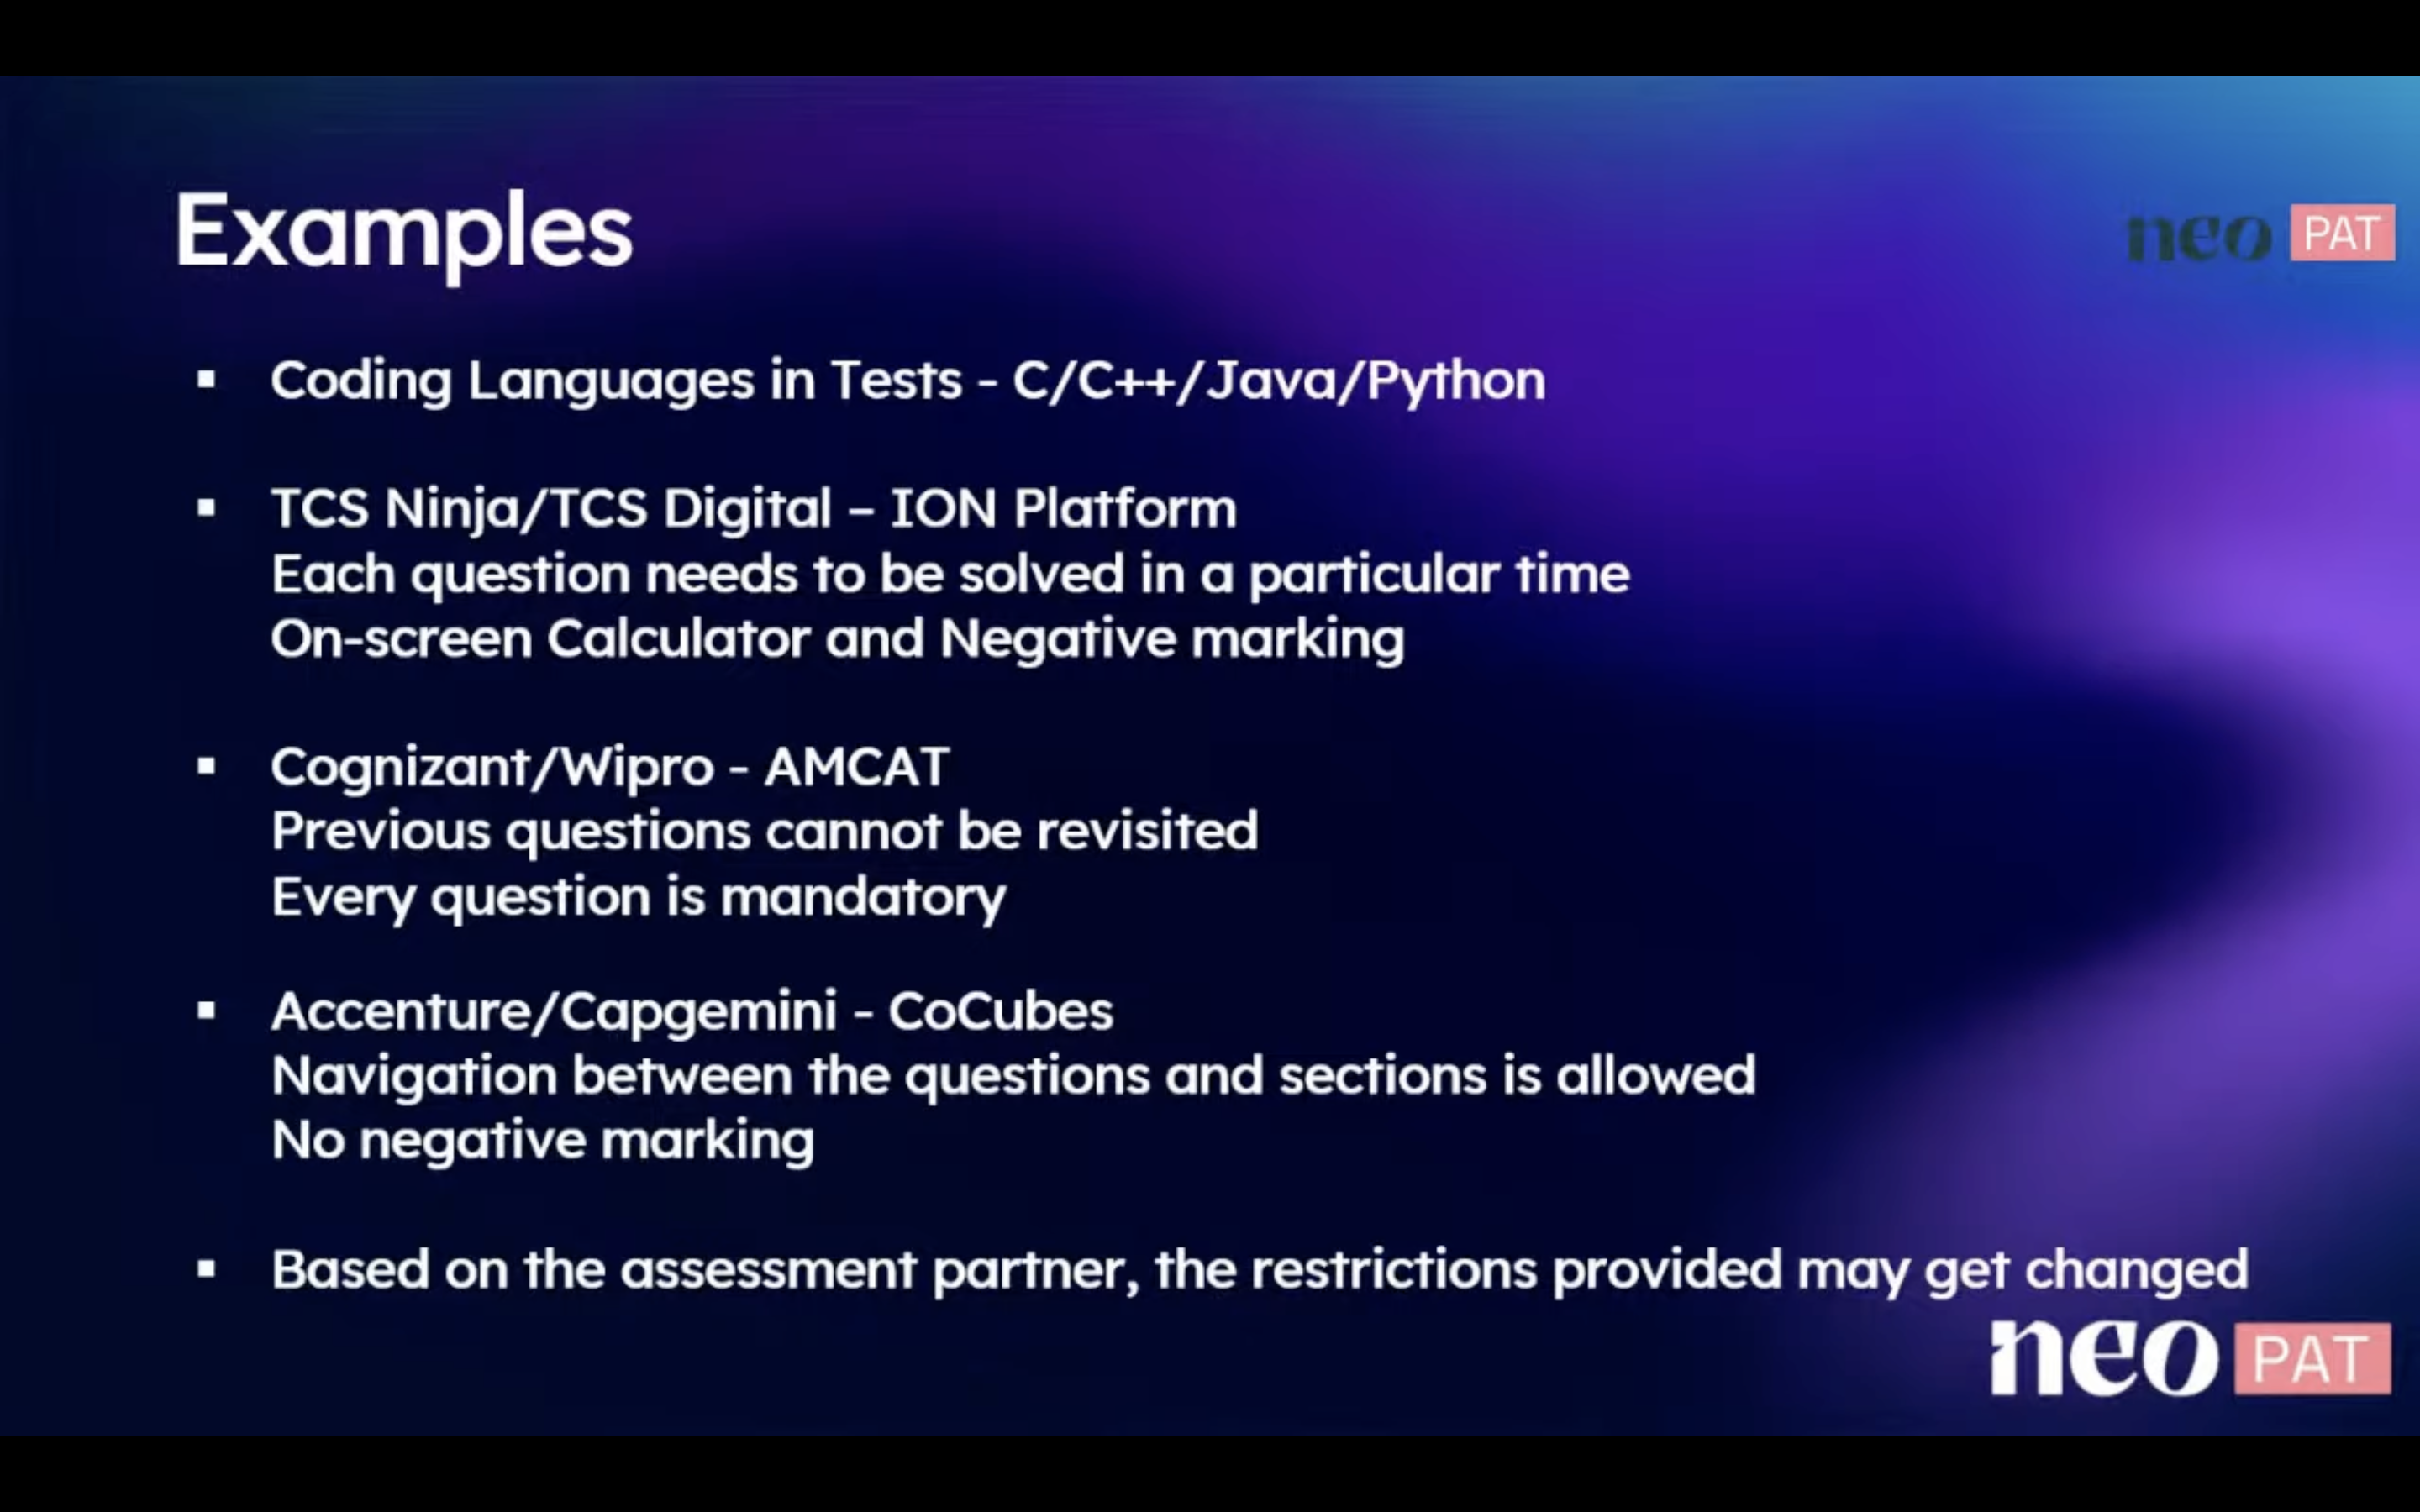 Examples
neo PAT
▪ Coding Languages in Tests - C/C++/Java/Python
▪ TCS Ninja/TCS Digital – ION Platform
Each question needs to be solved in a particular time
On-screen Calculator and Negative marking
▪ Cognizant/Wipro - AMCAT
Previous questions cannot be revisited
Every question is mandatory
▪ Accenture/Capgemini - CoCubes
Navigation between the questions and sections is allowed
No negative marking
▪ Based on the assessment partner, the restrictions provided may get changed
neo PAT